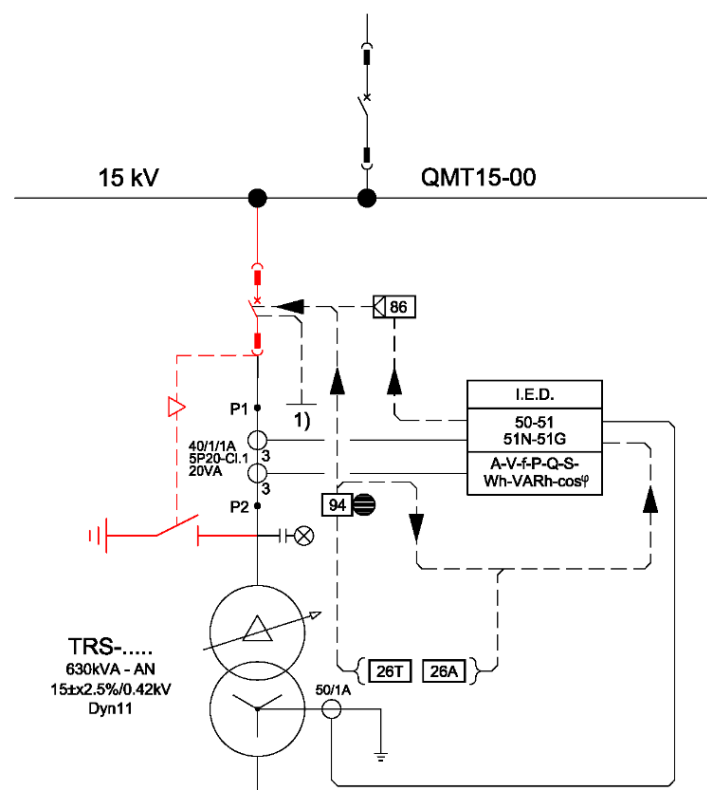 15 kV
QMT15-00
86
I.E.D.
50-51
51N-51G
A-V-f-P-Q-S-
Wh-VARh-cosφ
P1
1)
40/1/1A
5P20-Cl.1
20VA
3
3
P2
94
TRS-.....
630kVA - AN
15±x2.5%/0.42kV
Dyn11
26T
26A
50/1A